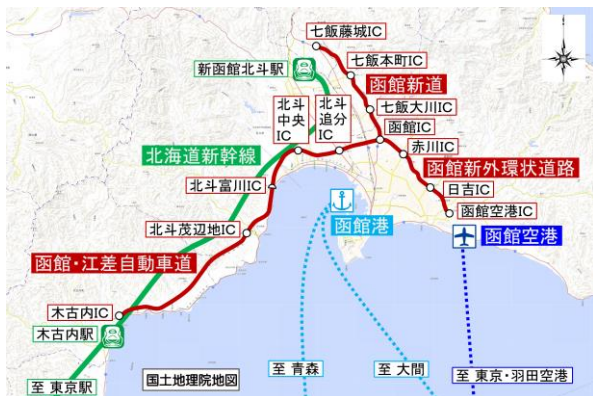 七飯藤城IC
新函館北斗駅
七飯本町IC
函館新道
北斗
中央
IC
北斗
追分
IC
七飯大川IC
函館IC
赤川IC
北海道新幹線
函館新外環状道路
北斗富川IC
日吉IC
函館空港IC
北斗茂辺地IC
函館港
函館空港
函館・江差自動車道
木古内IC
木古内駅
至 東京駅
国土地理院地図
至 青森
至 大間
至 東京・羽田空港